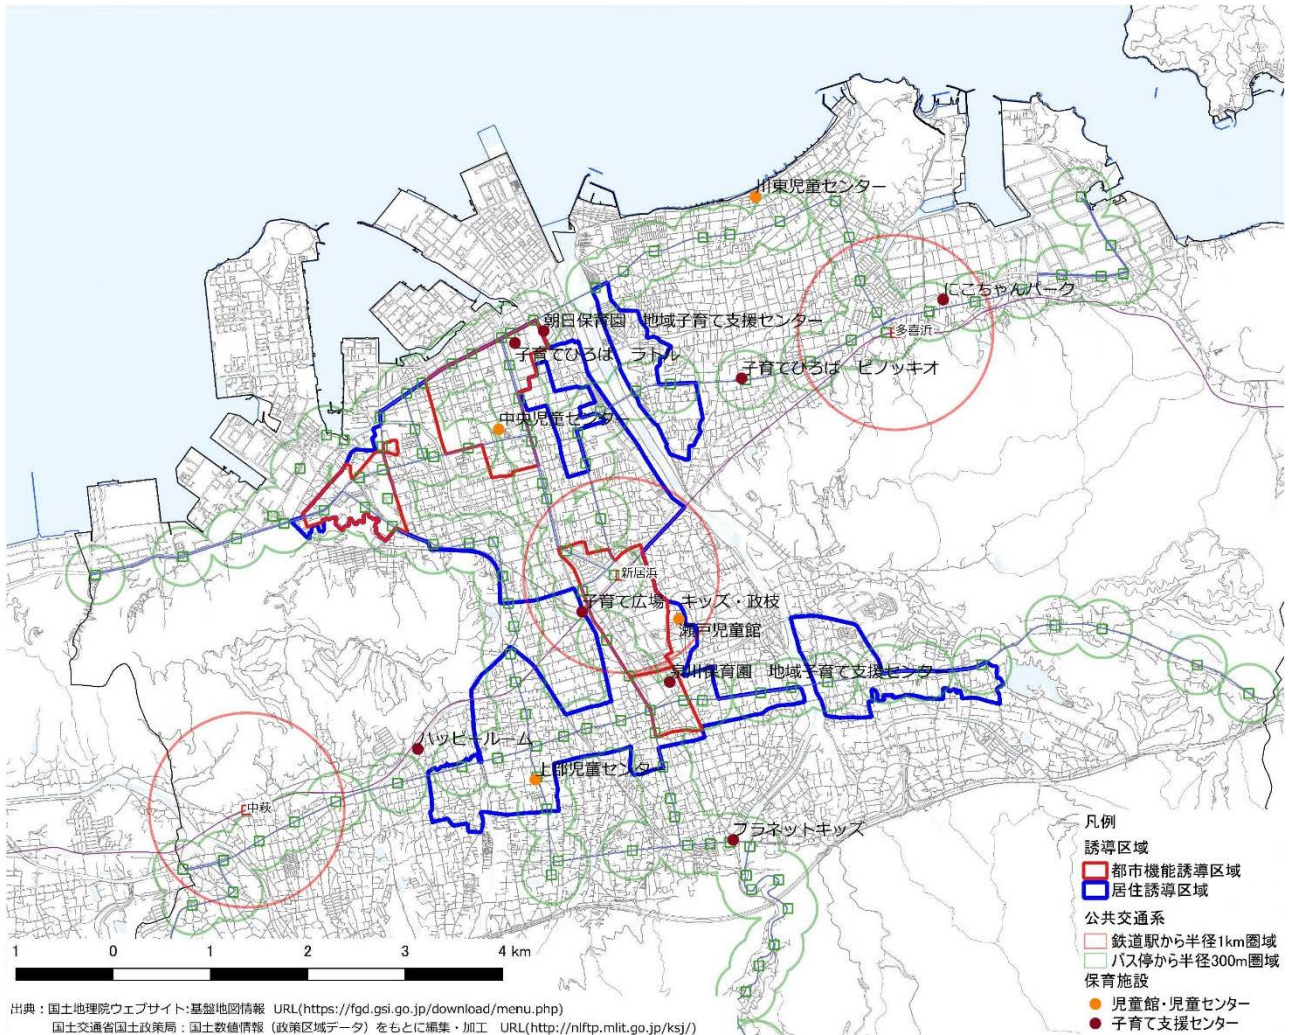 川東児童センター
にこちゃんパーク
朝日保育園 地域子育て支援センター
多喜浜
子育てひろば ラトル
子育てひろば ピノッキオ
中央児童センター
新居浜
子育て広場 キッズ・政枝
瀬戸児童館
泉川保育園 地域子育て支援センター
ハッピールーム
上部児童センター
中萩
プラネットキッズ
凡例
誘導区域
都市機能誘導区域
居住誘導区域
公共交通系
鉄道駅から半径1km圏域
バス停から半径300m圏域
保育施設
児童館・児童センター
子育て支援センター
1 0 1 2 3 4 km
出典：国土地理院ウェブサイト:基盤地図情報 URL(https://fgd.gsi.go.jp/download/menu.php)
国土交通省国土政策局：国土数値情報（政策区域データ）をもとに編集・加工 URL(http://nlftp.mlit.go.jp/ksj/)